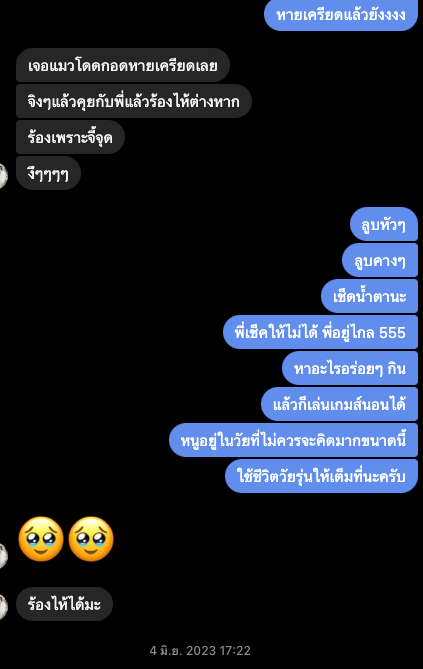 หายเครียดแล้วยังงงง
เจอแมวโดดกอดหายเครียดเลย
จิงๆแล้วคุยกับพี่แล้วร้องไห้ต่างหาก
ร้องเพราะจี้จุด
งึๆๆๆๆ
ลูบหัวๆ
ลูบคางๆ
เช็ดน้ำตานะ
พี่เช็คให้ไม่ได้ พี่อยู่ไกล 555
หาอะไรอร่อยๆ กิน
แล้วก็เล่นเกมส์นอนได้
หนูอยู่ในวัยที่ไม่ควรจะคิดมากขนาดนี้
ใช้ชีวิตวัยรุ่นให้เต็มที่นะครับ
🥹🥹
ร้องไห้ได้มะ
4 มิ.ย. 2023 17:22